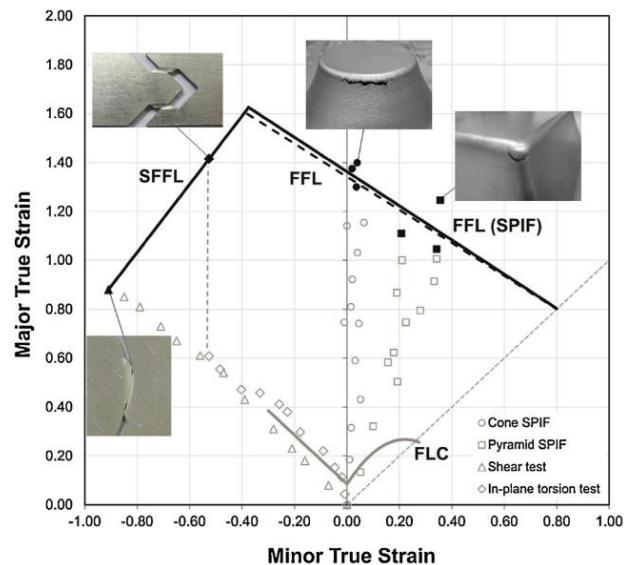 2.00
1.80
1.60
1.40
1.20
1.00
0.80
0.60
0.40
0.20
0.00
Major True Strain
SFFL
FFL
FFL (SPIF)
FLC
Cone SPIF
Pyramid SPIF
Shear test
In-plane torsion test
-1.00 -0.80 -0.60 -0.40 -0.20 0.00 0.20 0.40 0.60 0.80 1.00
Minor True Strain